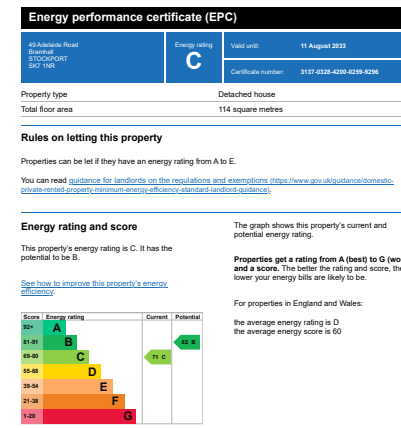 Energy performance certificate (EPC)
49 Adelaide Road
Bramhall
STOCKPORT
SK7 1NR
Energy rating
C
Valid until: 11 August 2033
Certificate number: 3137-0328-4200-0259-9296
Property type Detached house
Total floor area 114 square metres
Rules on letting this property
Properties can be let if they have an energy rating from A to E.
You can read guidance for landlords on the regulations and exemptions (https://www.gov.uk/guidance/domestic-
private-rented-property-minimum-energy-efficiency-standard-landlord-guidance).
Energy rating and score
This property's energy rating is C. It has the
potential to be B.
See how to improve this property's energy
efficiency.
Score Energy rating Current Potential
92+ A
81-91 B 82 B
69-80 C 71 C
55-68 D
39-54 E
21-38 F
1-20 G
The graph shows this property's current and
potential energy rating.
Properties get a rating from A (best) to G (wo
and a score. The better the rating and score, the
lower your energy bills are likely to be.
For properties in England and Wales:
the average energy rating is D
the average energy score is 60